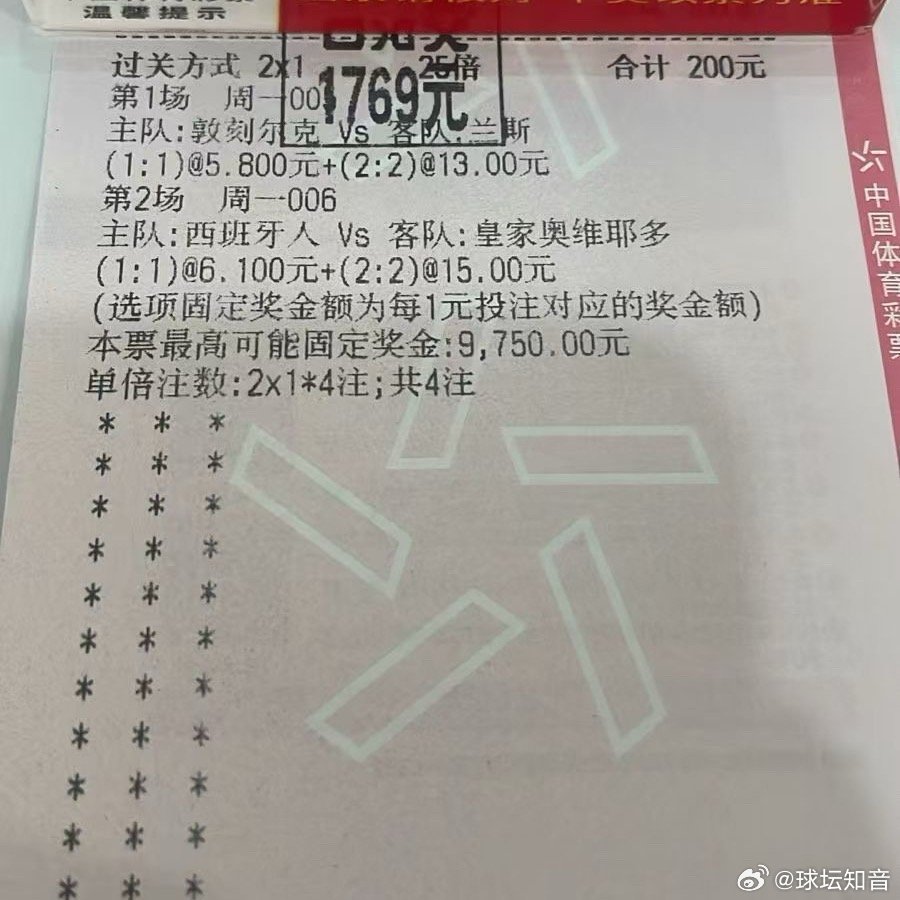 温馨提示
过关方式 2x1 25倍 合计 200元
1769元
第1场 周一00
主队:敦刻尔克 Vs 客队:兰斯
(1:1)@5.800元+(2:2)@13.00元
第2场 周一006
主队:西班牙人 Vs 客队:皇家奥维耶多
(1:1)@6.100元+(2:2)@15.00元
(选项固定奖金额为每1元投注对应的奖金额)
本票最高可能固定奖金:9,750.00元
单倍注数:2x1*4注;共4注
* * *
* * *
* * *
* * *
* * *
* * *
* * *
* * *
* * *
* * *
* * *
中国体育彩票
@球坛知音